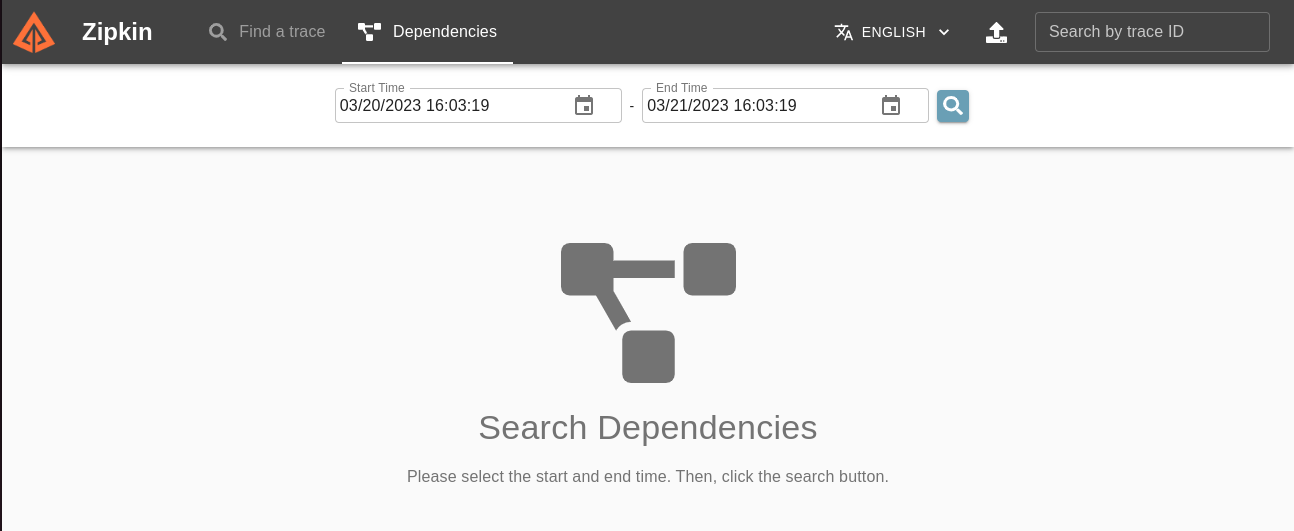 Zipkin
Find a trace
Dependencies
ENGLISH
Search by trace ID
Start Time
03/20/2023 16:03:19
-
End Time
03/21/2023 16:03:19
Search Dependencies
Please select the start and end time. Then, click the search button.